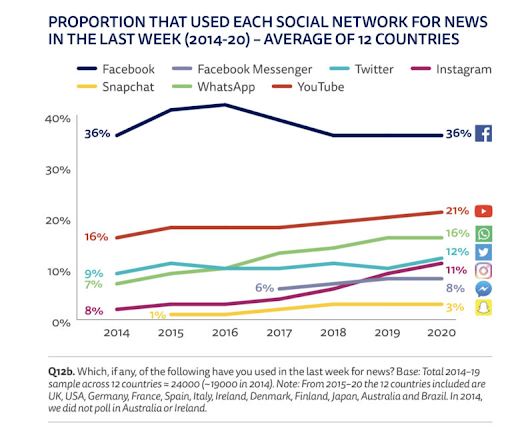 PROPORTION THAT USED EACH SOCIAL NETWORK FOR NEWS
IN THE LAST WEEK (2014-20) – AVERAGE OF 12 COUNTRIES
Facebook Facebook Messenger Twitter Instagram
Snapchat WhatsApp YouTube
40%
36% 36%
30%
20%
21%
16% 16%
12%
10%
11%
9%
7%
6% 8%
8%
1% 3%
0%
2014 2015 2016 2017 2018 2019 2020
Q12b. Which, if any, of the following have you used in the last week for news? Base: Total 2014–19
sample across 12 countries ≈ 24000 (~19000 in 2014). Note: From 2015–20 the 12 countries included are
UK, USA, Germany, France, Spain, Italy, Ireland, Denmark, Finland, Japan, Australia and Brazil. In 2014,
we did not poll in Australia or Ireland.